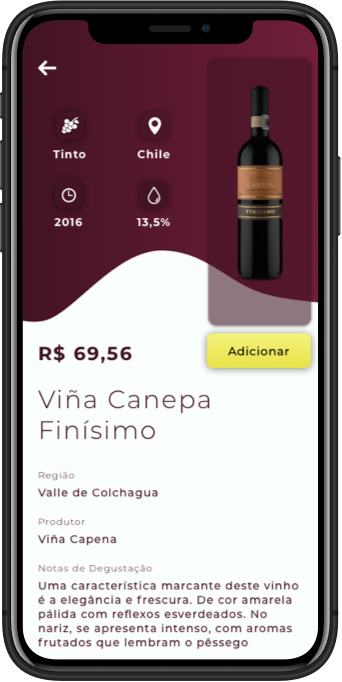 Tinto
Chile
2016
13,5%
CANEPA
FINÍSIMO
R$ 69,56
Adicionar
Viña Canepa
Finísimo
Região
Valle de Colchagua
Produtor
Viña Capena
Notas de Degustação
Uma característica marcante deste vinho
é a elegância e frescura. De cor amarela
pálida com reflexos esverdeados. No
nariz, se apresenta intenso, com aromas
frutados que lembram o pêssego